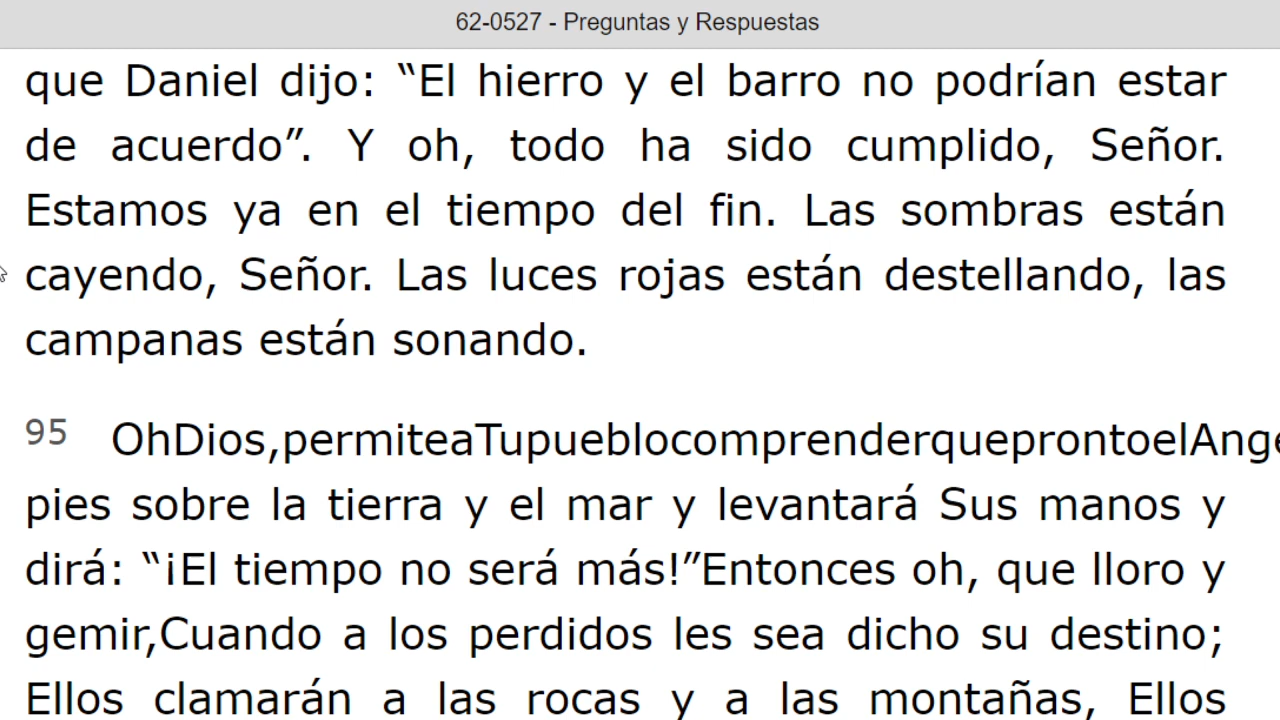 62-0527 - Preguntas y Respuestas
que Daniel dijo: “El hierro y el barro no podrían estar
de acuerdo”. Y oh, todo ha sido cumplido, Señor.
Estamos ya en el tiempo del fin. Las sombras están
cayendo, Señor. Las luces rojas están destellando, las
campanas están sonando.
95 OhDios,permiteaTupueblocomprenderqueprontoelAnge
pies sobre la tierra y el mar y levantará Sus manos y
dirá: “¡El tiempo no será más!”Entonces oh, que lloro y
gemir,Cuando a los perdidos les sea dicho su destino;
Ellos clamarán a las rocas y a las montañas, Ellos